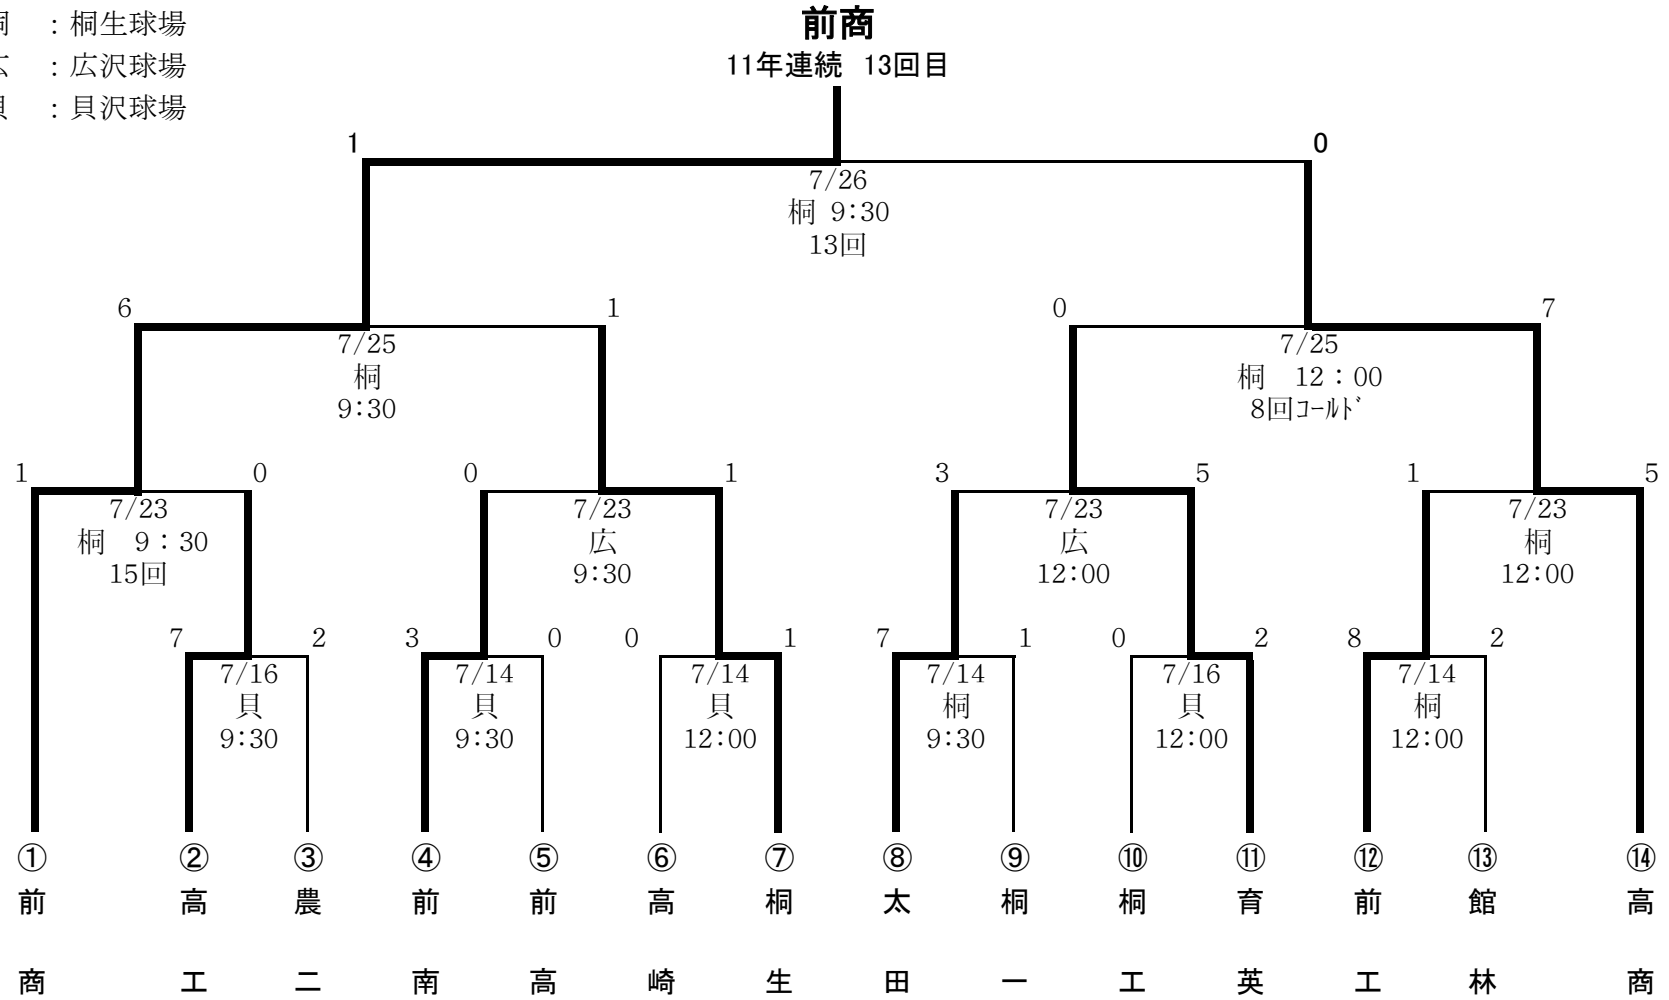 ：桐生球場
：広沢球場
：貝沢球場
前商
11年連続 13回目
1 0
7/26
桐 9:30
13回
6 1 0 7
7/25
桐
9:30
7/25
桐 12：00
8回ｺｰﾙﾄﾞ
1 0 0 1 3 5 1 5
7/23
桐 9：30
15回
7/23
広
9:30
7/23
広
12:00
7/23
桐
12:00
7 2 3 0 0 1 7 1 0 2 8 2
7/16
貝
9:30
7/14
貝
9:30
7/14
貝
12:00
7/14
桐
9:30
7/16
貝
12:00
7/14
桐
12:00
① ② ③ ④ ⑤ ⑥ ⑦ ⑧ ⑨ ⑩ ⑪ ⑫ ⑬ ⑭
前 高 農 前 前 高 桐 太 桐 桐 育 前 館 高
商 工 二 南 高 崎 生 田 一 工 英 工 林 商